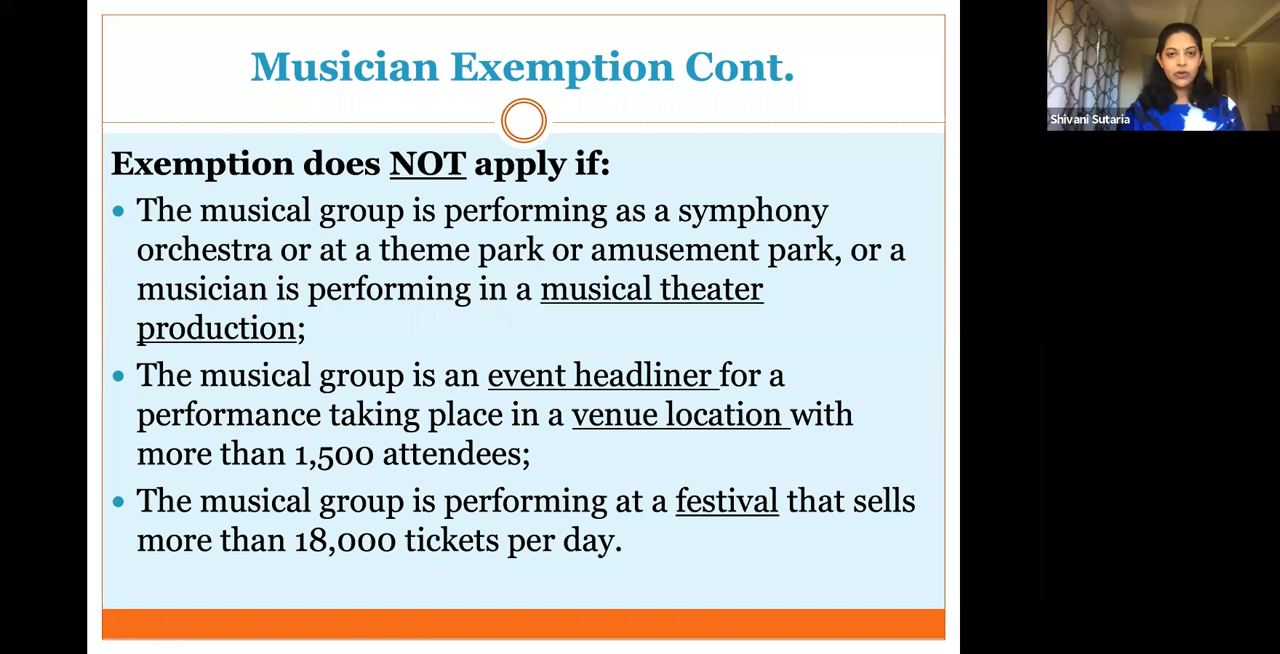 Musician Exemption Cont.
Shivani Sutaria
Exemption does NOT apply if:
• The musical group is performing as a symphony
orchestra or at a theme park or amusement park, or a
musician is performing in a musical theater
production;
• The musical group is an event headliner for a
performance taking place in a venue location with
more than 1,500 attendees;
• The musical group is performing at a festival that sells
more than 18,000 tickets per day.